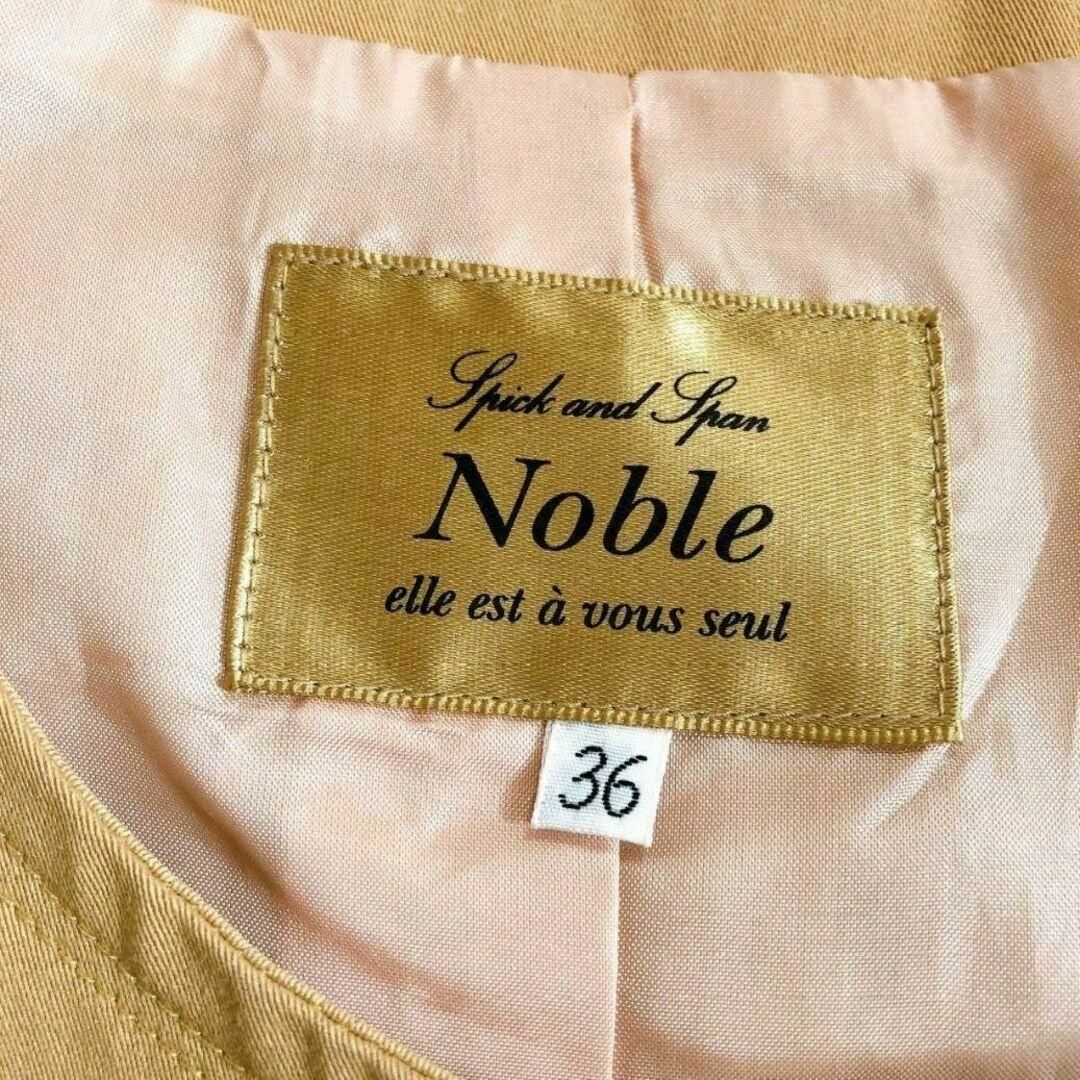 Spick and Span
Noble
elle est à vous seul
36